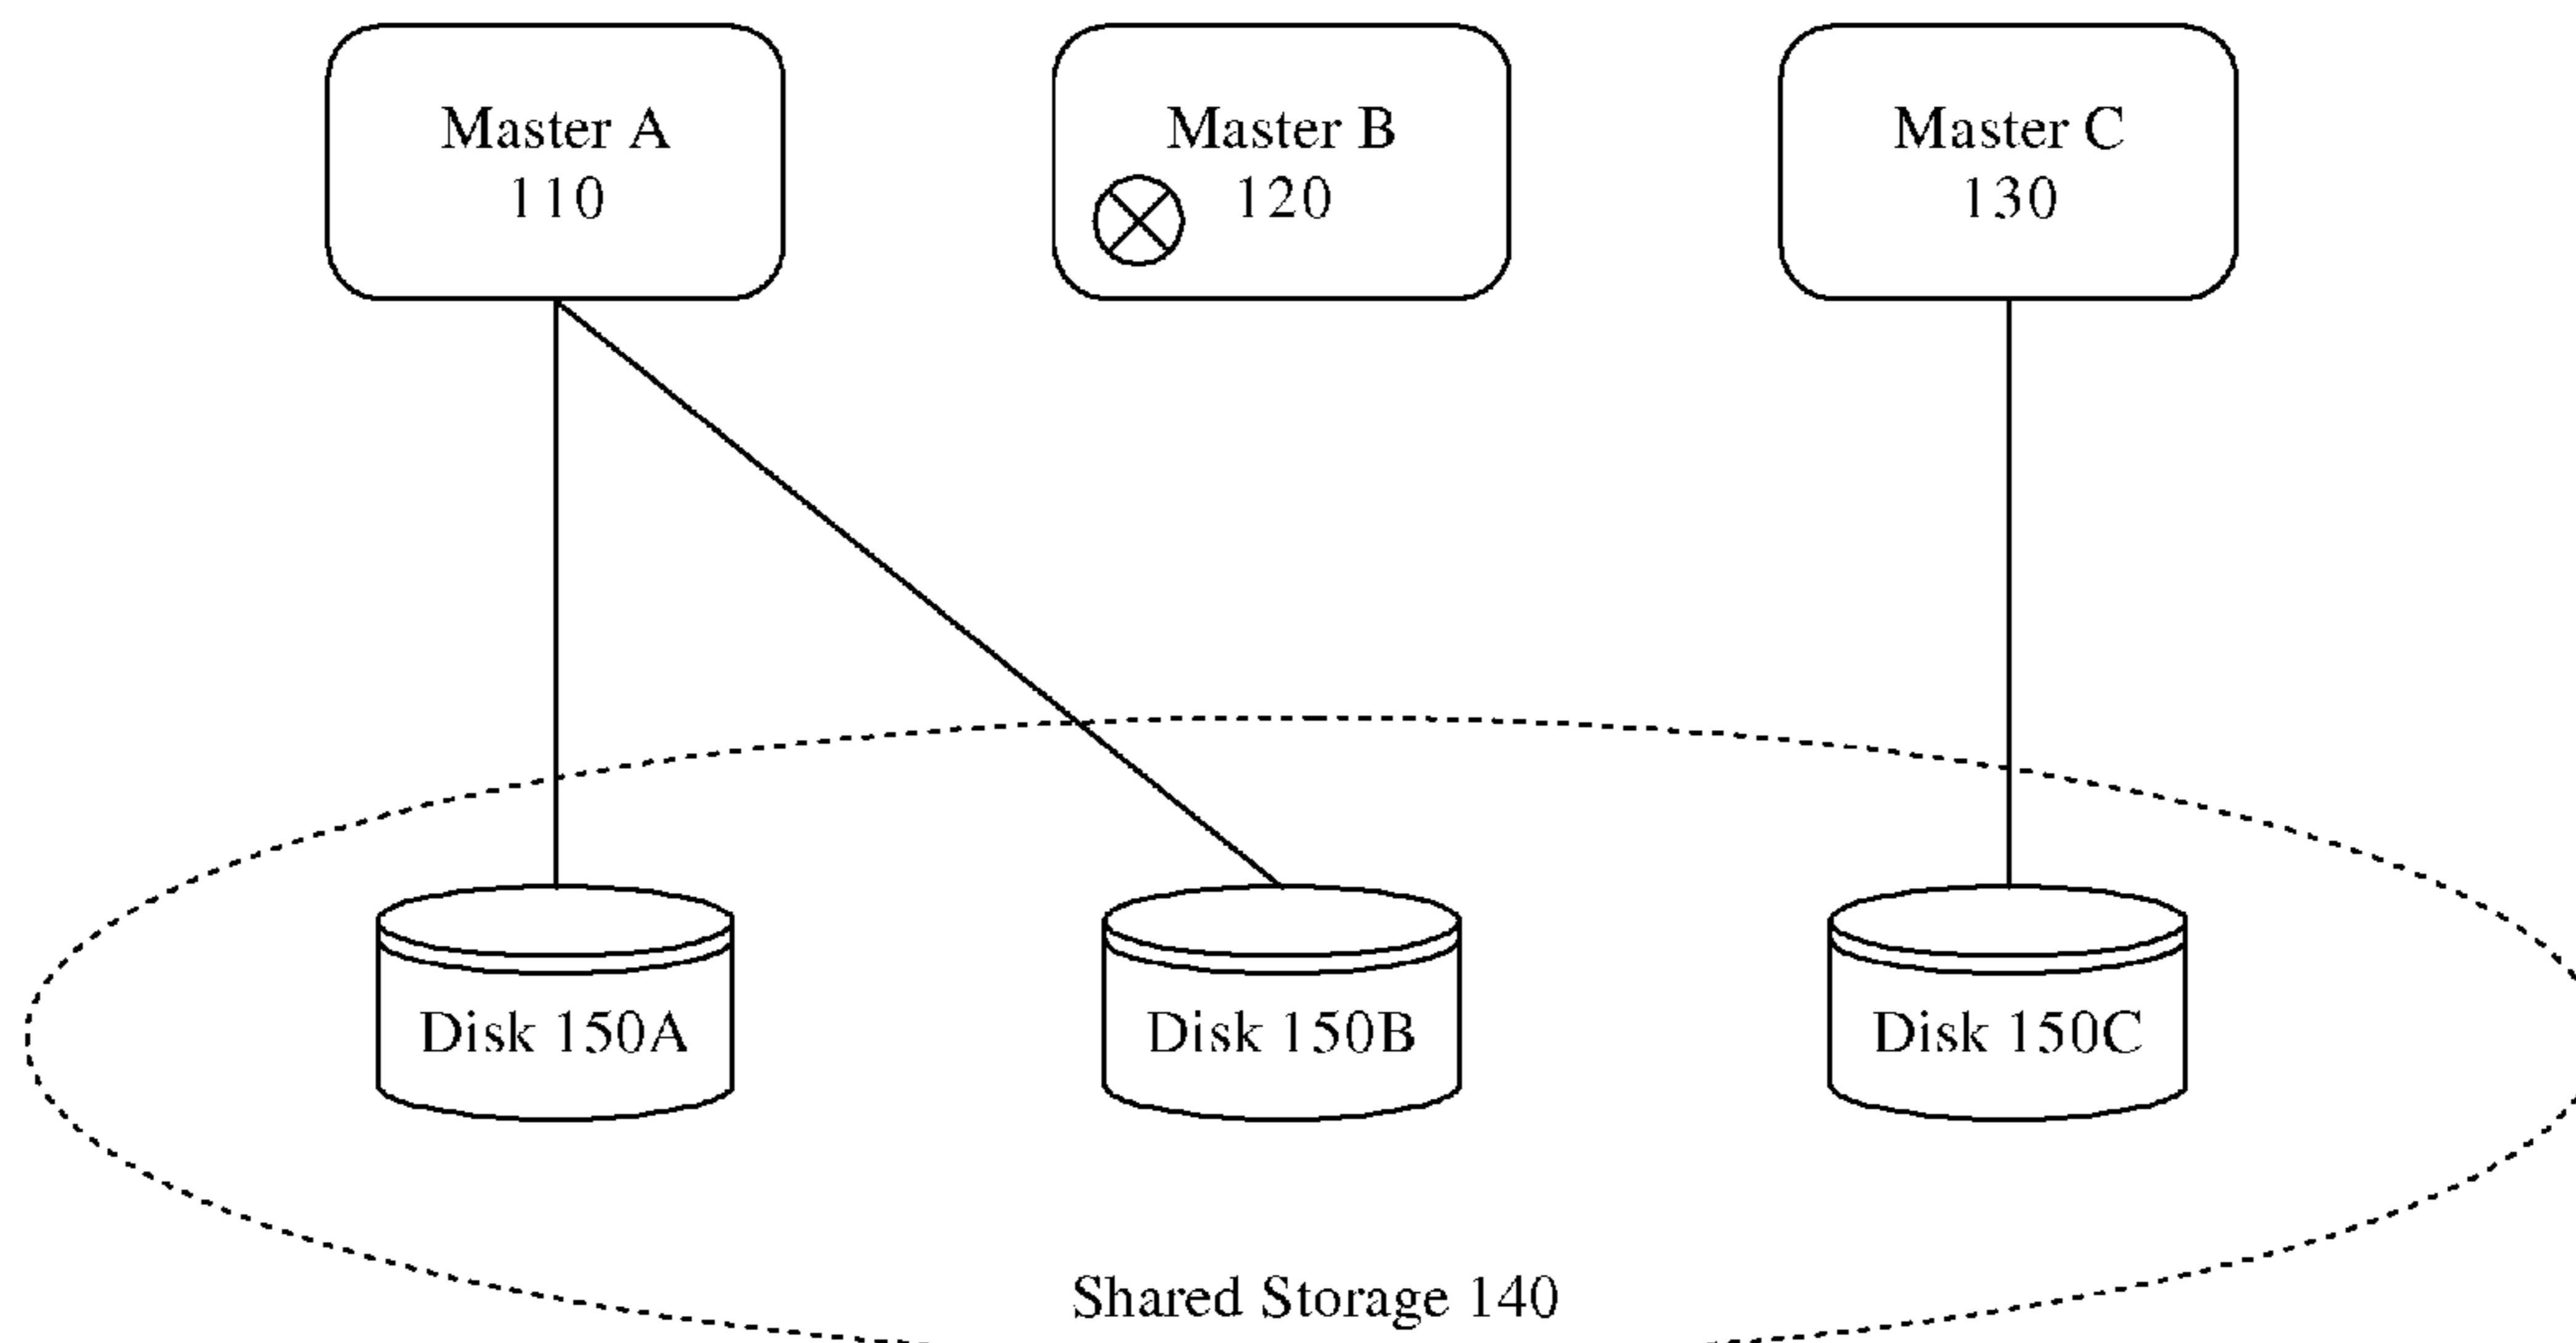 Master A
110
Master B
120
Master C
130
Disk 150A
Disk 150B
Disk 150C
Shared Storage 140